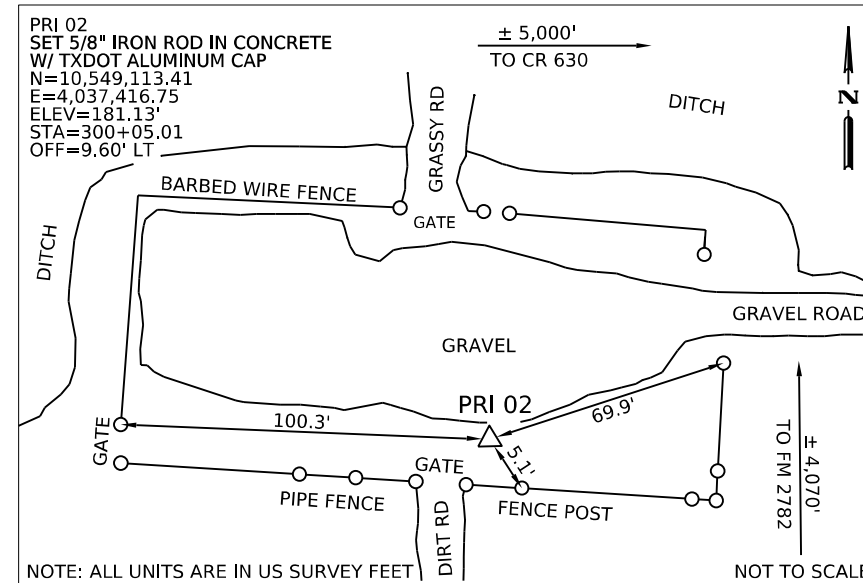 PRI 02
SET 5/8" IRON ROD IN CONCRETE
W/ TXDOT ALUMINUM CAP
N=10,549,113.41
E=4,037,416.75
ELEV=181.13'
STA=300+05.01
OFF=9.60' LT
± 5,000'
TO CR 630
N
DITCH
GRASSY RD
BARBED WIRE FENCE
GATE
DITCH
GRAVEL ROAD
GRAVEL
PRI 02
69.9'
100.3'
5.1'
GATE
GATE
± 4,070'
TO FM 2782
PIPE FENCE
DIRT RD
FENCE POST
NOTE: ALL UNITS ARE IN US SURVEY FEET
NOT TO SCALE